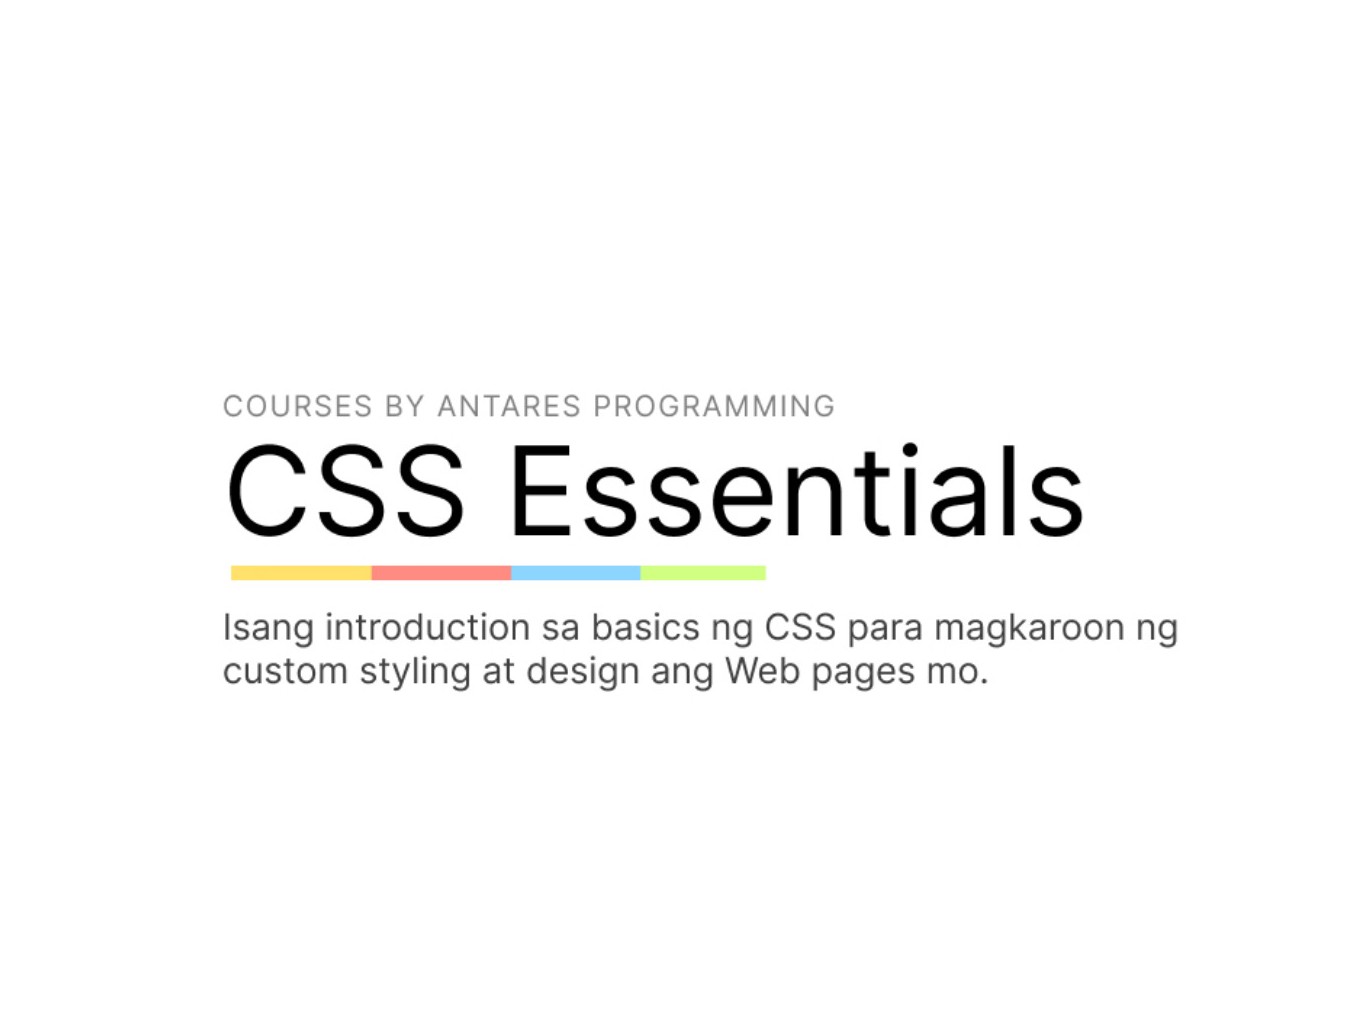 COURSES BY ANTARES PROGRAMMING
CSS Essentials
Isang introduction sa basics ng CSS para magkaroon ng
custom styling at design ang Web pages mo.